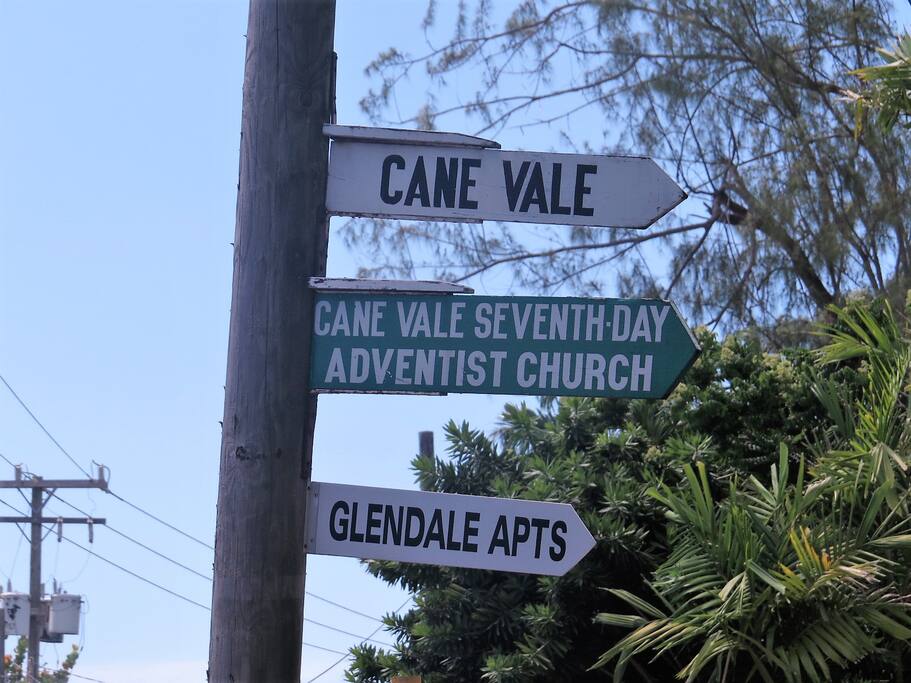 CANE VALE
CANE VALE SEVENTH-DAY
ADVENTIST CHURCH
GLENDALE APTS